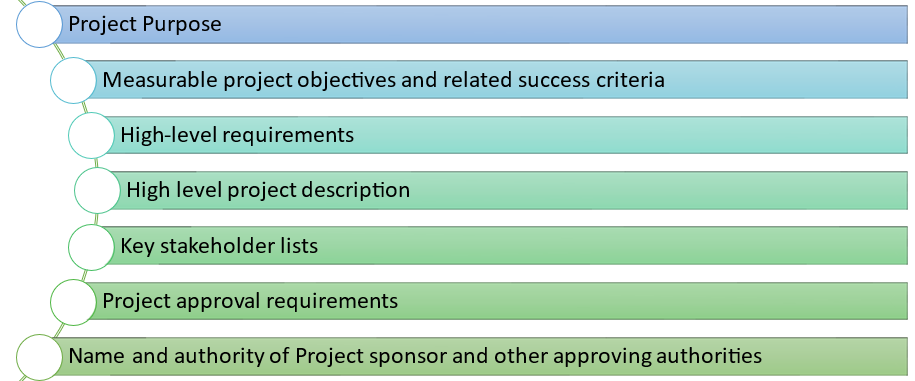 Project Purpose
Measurable project objectives and related success criteria
High-level requirements
High level project description
Key stakeholder lists
Project approval requirements
Name and authority of Project sponsor and other approving authorities